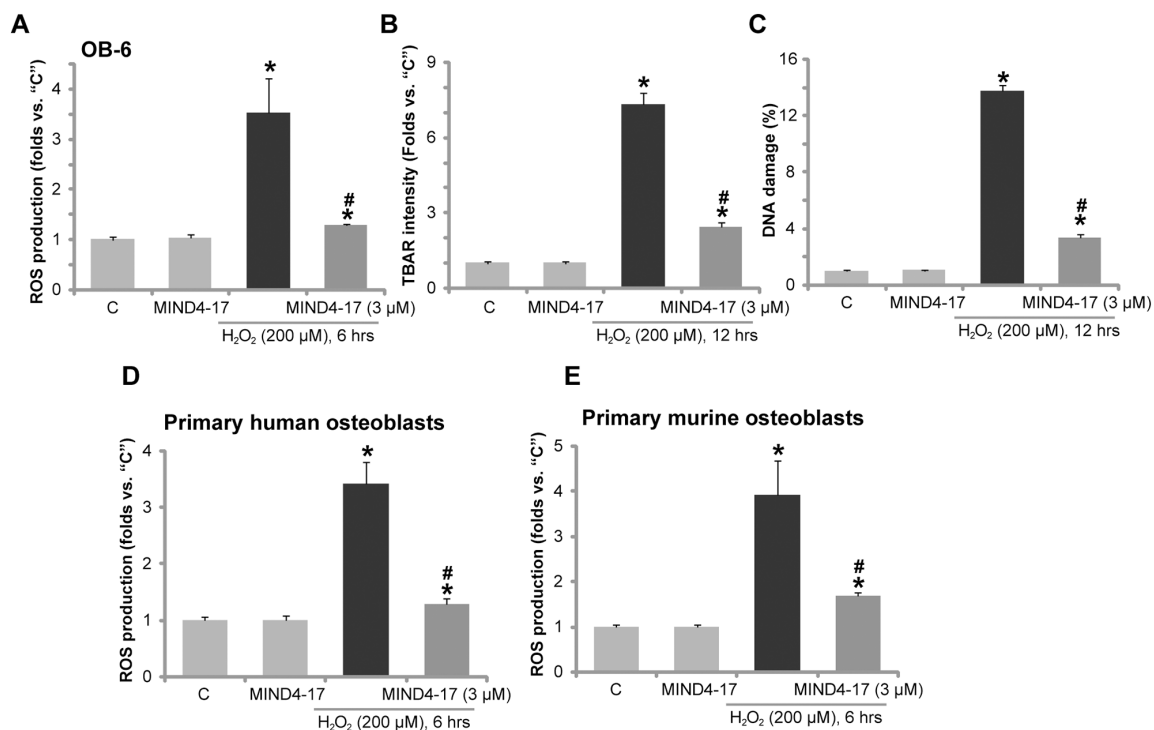 A
OB-6
ROS production (folds vs. “C”)
4
3
2
1
0
*
#
*
C MIND4-17 MIND4-17 (3 µM)
H₂O₂ (200 µM), 6 hrs
B
TBAR intensity (Folds vs. “C”)
9
6
3
0
*
#
*
C MIND4-17 MIND4-17 (3 µM)
H₂O₂ (200 µM), 12 hrs
C
DNA damage (%)
16
12
8
4
0
*
#
*
C MIND4-17 MIND4-17 (3 µM)
H₂O₂ (200 µM), 12 hrs
D
Primary human osteoblasts
ROS production (folds vs. “C”)
4
3
2
1
0
*
#
*
C MIND4-17 MIND4-17 (3 µM)
H₂O₂ (200 µM), 6 hrs
E
Primary murine osteoblasts
ROS production (folds vs. “C”)
5
4
3
2
1
0
*
#
*
C MIND4-17 MIND4-17 (3 µM)
H₂O₂ (200 µM), 6 hrs